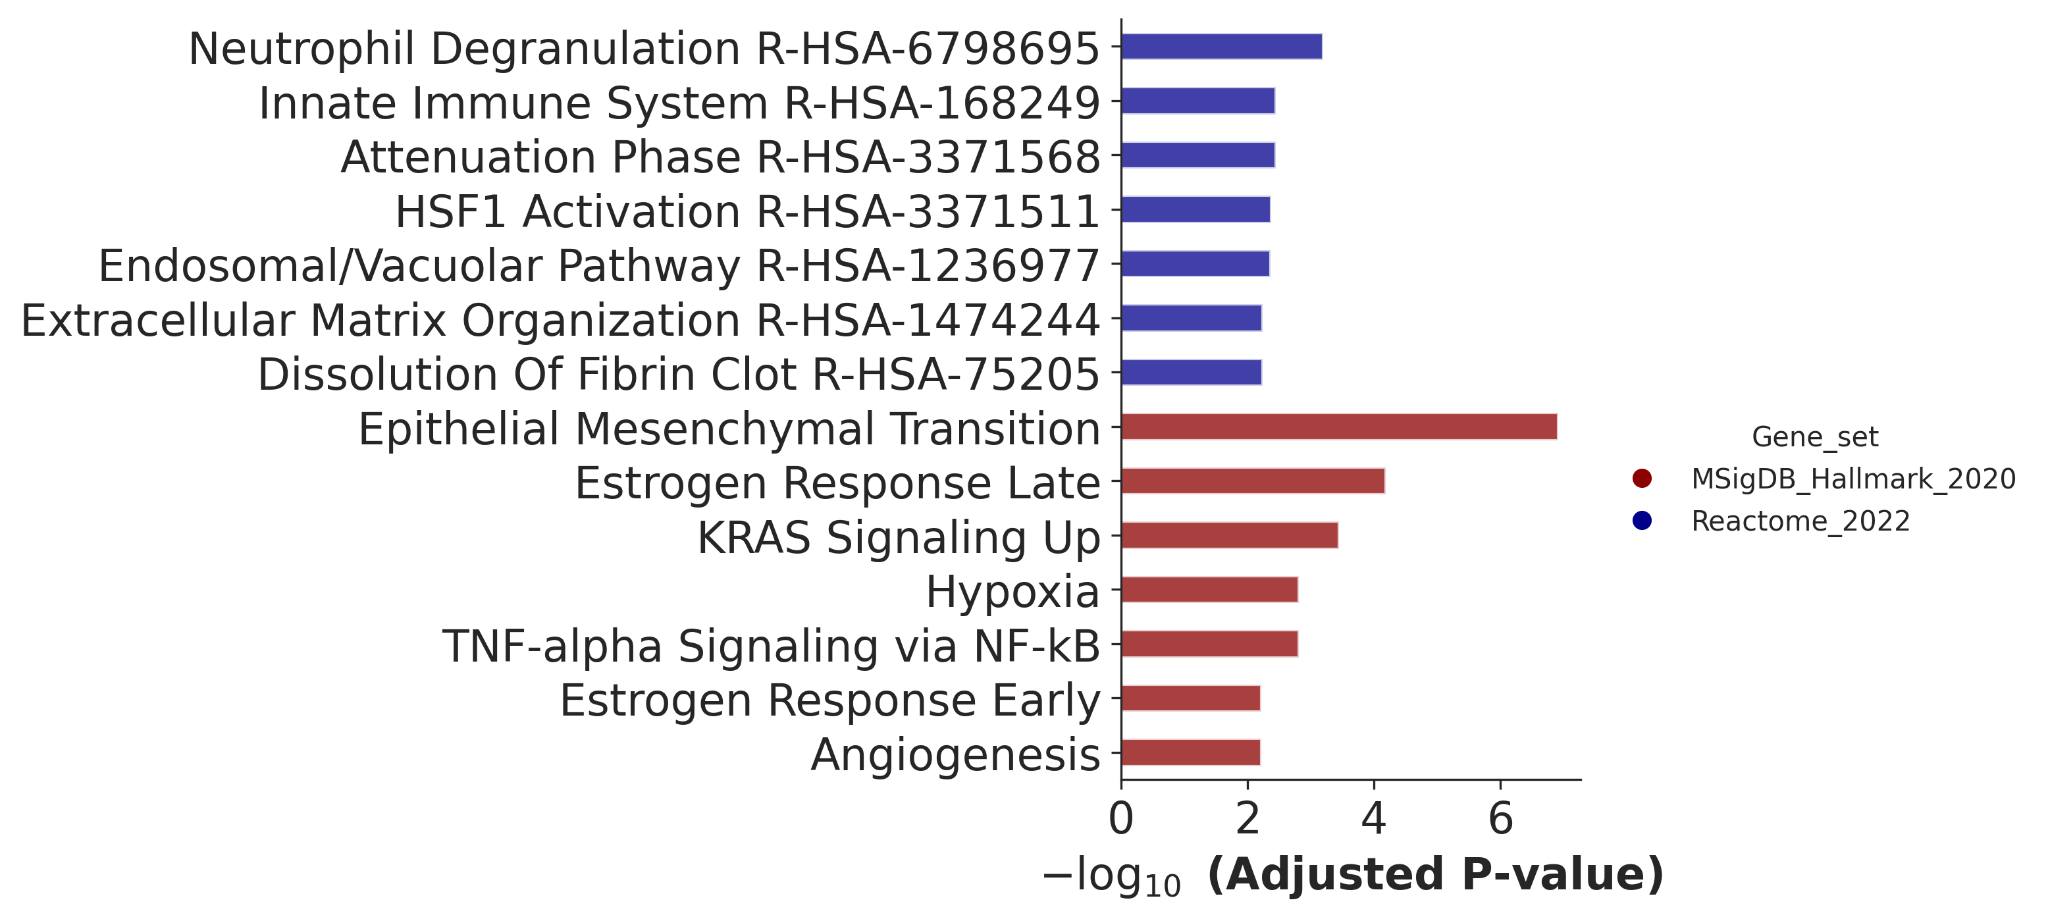 Neutrophil Degranulation R-HSA-6798695
Innate Immune System R-HSA-168249
Attenuation Phase R-HSA-3371568
HSF1 Activation R-HSA-3371511
Endosomal/Vacuolar Pathway R-HSA-1236977
Extracellular Matrix Organization R-HSA-1474244
Dissolution Of Fibrin Clot R-HSA-75205
Epithelial Mesenchymal Transition
Estrogen Response Late
KRAS Signaling Up
Hypoxia
TNF-alpha Signaling via NF-kB
Estrogen Response Early
Angiogenesis
0 2 4 6
−log₁₀ (Adjusted P-value)
Gene_set
MSigDB_Hallmark_2020
Reactome_2022